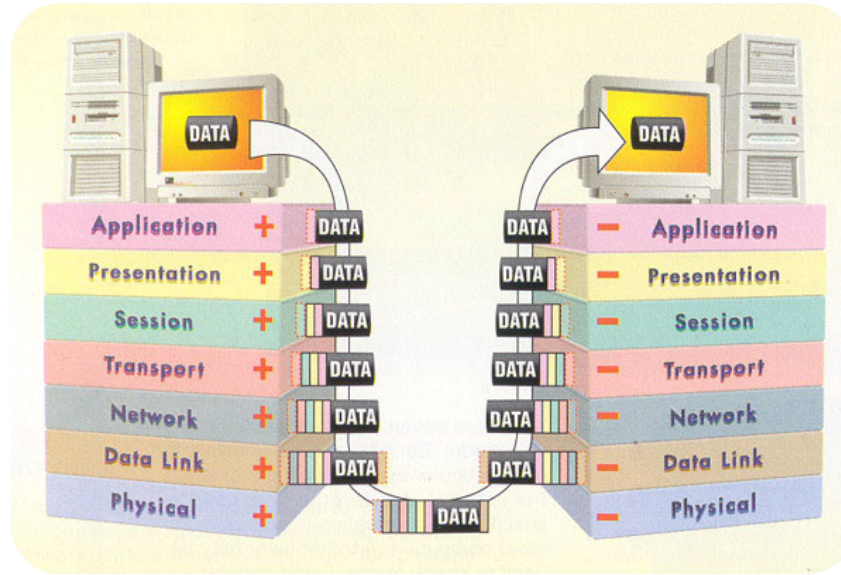 DATA
DATA
Application + DATA
DATA − Application
Presentation + DATA
DATA − Presentation
Session + DATA
DATA − Session
Transport + DATA
DATA − Transport
Network + DATA
DATA − Network
Data Link + DATA
DATA − Data Link
Physical +
DATA
− Physical